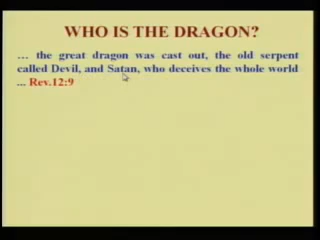 WHO IS THE DRAGON?
... the great dragon was cast out, the old serpent
called Devil, and Satan, who deceives the whole world
... Rev.12:9